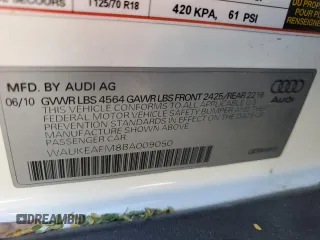 T125/70 R18
420 KPA, 61 PSI
MFD. BY AUDI AG
06/10 GWVR LBS 4564 GAWR LBS FRONT 2425/REAR 2276
THIS VEHICLE CONFORMS TO ALL APPLICABLE U.S.
FEDERAL MOTOR VEHICLE SAFETY BUMPER AND THEFT
PREVENTION STANDARDS IN EFFECT ON THE DATE OF
MANUFACTURE SHOWN ABOVE
PASSENGER CAR
Audi
WAUKEAFM8BA009050
DREAMBID